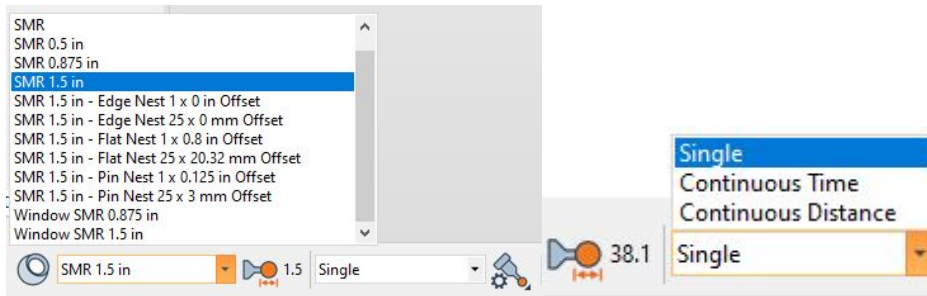 SMR
SMR 0.5 in
SMR 0.875 in
SMR 1.5 in
SMR 1.5 in - Edge Nest 1 x 0 in Offset
SMR 1.5 in - Edge Nest 25 x 0 mm Offset
SMR 1.5 in - Flat Nest 1 x 0.8 in Offset
SMR 1.5 in - Flat Nest 25 x 20.32 mm Offset
SMR 1.5 in - Pin Nest 1 x 0.125 in Offset
SMR 1.5 in - Pin Nest 25 x 3 mm Offset
Window SMR 0.875 in
Window SMR 1.5 in
SMR 1.5 in 1.5 Single
Single
Continuous Time
Continuous Distance
38.1 Single